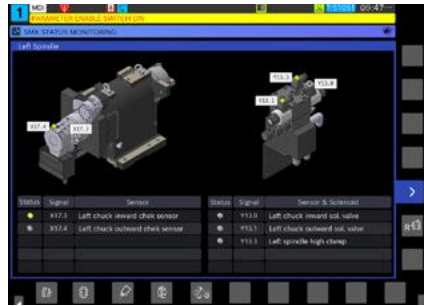 1 MDI
09:47
PARAMETER ENABLE SWITCH ON
SMX STATUS MONITORING
Left Spindle
X17.4
X17.3
Y13.3
Y13.0
Y13.1
Status Signal Sensor
X17.3 Left chuck inward chek sensor
X17.4 Left chuck outward chek sensor
Status Signal Sensor & Solenoid
Y13.0 Left chuck inward sol. valve
Y13.1 Left chuck outward sol. valve
Y13.3 Left spindle high clamp